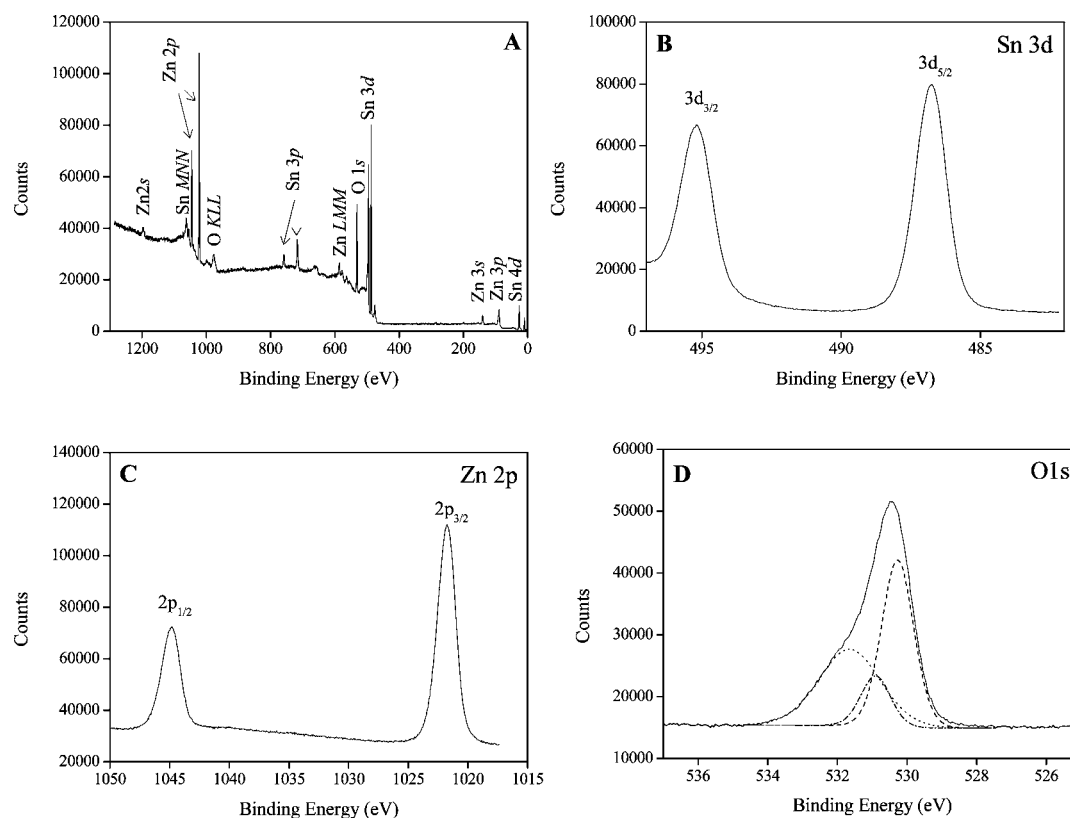 A
120000
100000
80000
60000
40000
20000
0
Counts
1200 1000 800 600 400 200 0
Binding Energy (eV)
Zn2s
Sn MNN
Zn 2p
O KLL
Sn 3p
Zn LMM
O 1s
Sn 3d
Zn 3s
Zn 3p
Sn 4d
B
Sn 3d
100000
80000
60000
40000
20000
0
Counts
3d3/2
3d5/2
495 490 485
Binding Energy (eV)
C
Zn 2p
140000
120000
100000
80000
60000
40000
20000
Counts
2p1/2
2p3/2
1050 1045 1040 1035 1030 1025 1020 1015
Binding Energy (eV)
D
O1s
60000
50000
40000
30000
20000
10000
Counts
536 534 532 530 528 526
Binding Energy (eV)